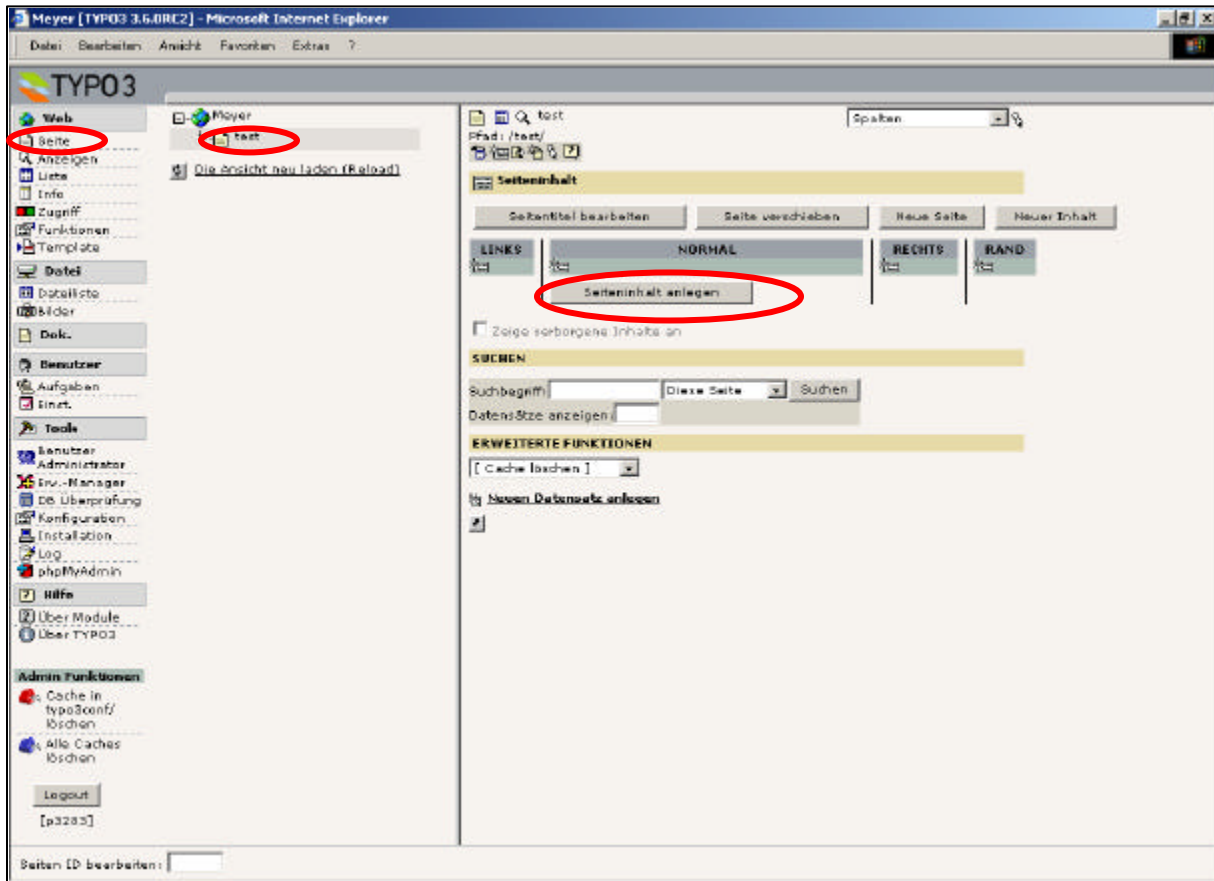 Meyer [TYPO3 3.6.0RC2] - Microsoft Internet Explorer
Datei Bearbeiten Ansicht Favoriten Extras ?
TYPO3
Web
Seite
Anzeigen
Liste
Info
Zugriff
Funktionen
Template
Datei
Dateiliste
Bilder
Dok.
Benutzer
Aufgaben
Einst.
Tools
Benutzer
Administrator
Erw.-Manager
DB Überprüfung
Konfiguration
Installation
Log
phpMyAdmin
Hilfe
Über Module
Über TYPO3
Admin Funktionen
Cache in
typo3conf/
löschen
Alle Caches
löschen
Logout
[p3283]
Seiten ID bearbeiten:
Meyer
test
Die Ansicht neu laden (Reload)
test
Spalten
Pfad: /test/
Seiteninhalt
Seitentitel bearbeiten Seite verschieben Neue Seite Neuer Inhalt
LINKS NORMAL RECHTS RAND
Seiteninhalt anlegen
Zeige verborgene Inhalte an
SUCHEN
Suchbegriff: Diese Seite Suchen
Datensätze anzeigen:
ERWEITERTE FUNKTIONEN
[ Cache löschen ]
Neuen Datensatz anlegen